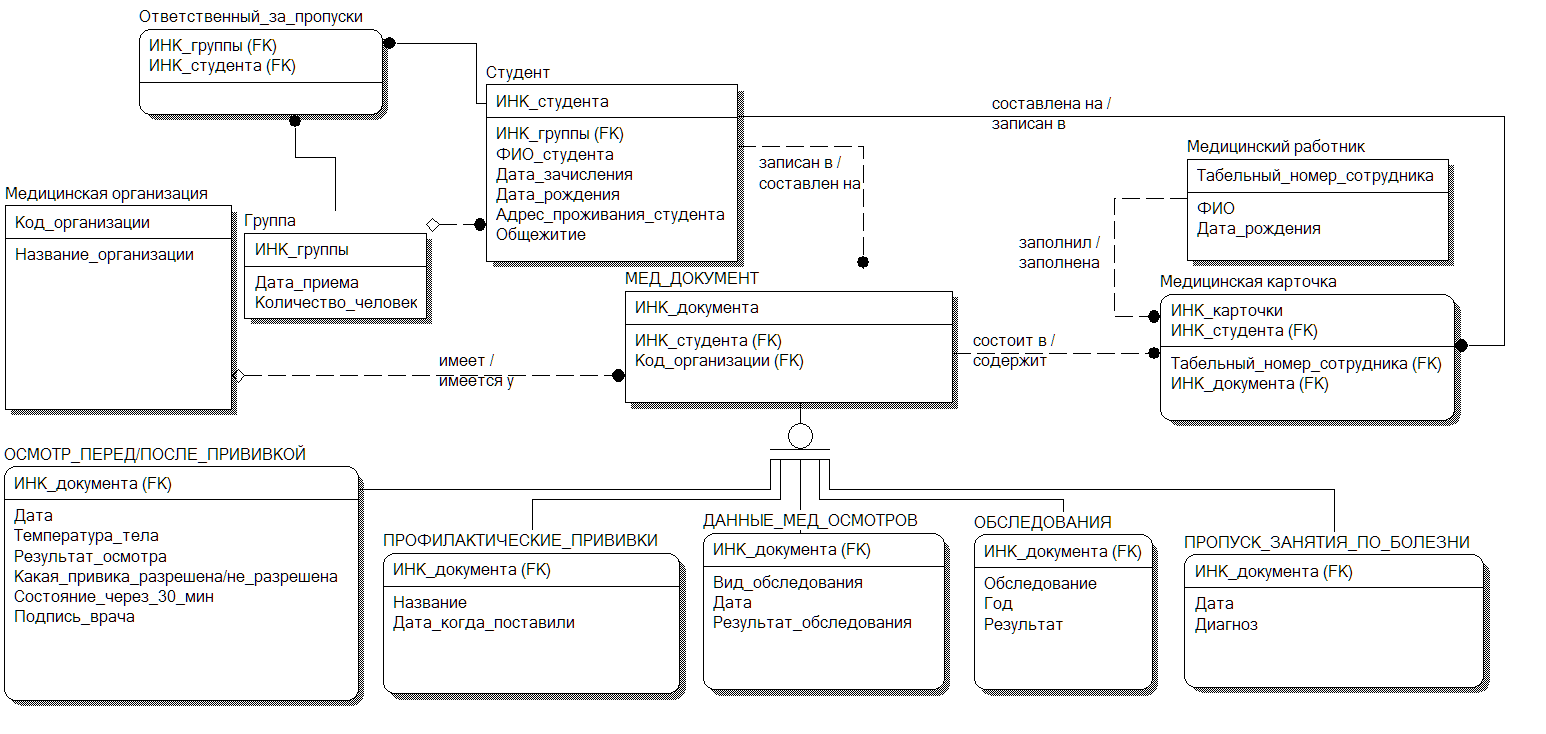 Ответственный_за_пропуски
ИНК_группы (FK)
ИНК_студента (FK)
Студент
ИНК_студента
ИНК_группы (FK)
ФИО_студента
Дата_зачисления
Дата_рождения
Адрес_проживания_студента
Общежитие
составлена на /
записан в
записан в /
составлен на
Медицинский работник
Табельный_номер_сотрудника
ФИО
Дата_рождения
Медицинская организация
Код_организации
Название_организации
Группа
ИНК_группы
Дата_приема
Количество_человек
заполнил /
заполнена
МЕД_ДОКУМЕНТ
ИНК_документа
ИНК_студента (FK)
Код_организации (FK)
Медицинская карточка
ИНК_карточки
ИНК_студента (FK)
Табельный_номер_сотрудника (FK)
ИНК_документа (FK)
состоит в /
содержит
имеет /
имеется у
ОСМОТР_ПЕРЕД/ПОСЛЕ_ПРИВИВКОЙ
ИНК_документа (FK)
Дата
Температура_тела
Результат_осмотра
Какая_привика_разрешена/не_разрешена
Состояние_через_30_мин
Подпись_врача
ПРОФИЛАКТИЧЕСКИЕ_ПРИВИВКИ
ИНК_документа (FK)
Название
Дата_когда_поставили
ДАННЫЕ_МЕД_ОСМОТРОВ
ИНК_документа (FK)
Вид_обследования
Дата
Результат_обследования
ОБСЛЕДОВАНИЯ
ИНК_документа (FK)
Обследование
Год
Результат
ПРОПУСК_ЗАНЯТИЯ_ПО_БОЛЕЗНИ
ИНК_документа (FK)
Дата
Диагноз